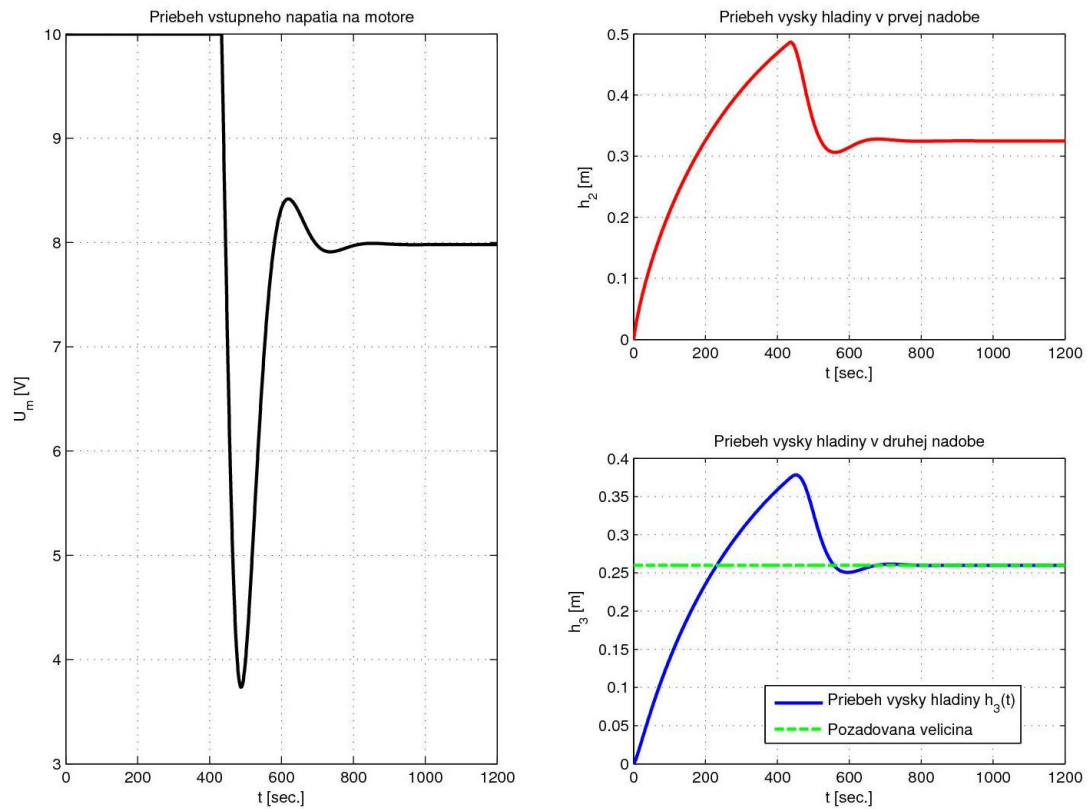 Priebeh vstupneho napatia na motore
10
9
8
7
6
5
4
3
U_m [V]
0 200 400 600 800 1000 1200
t [sec.]
Priebeh vysky hladiny v prvej nadobe
0.5
0.4
0.3
0.2
0.1
0
h_2 [m]
0 200 400 600 800 1000 1200
t [sec.]
Priebeh vysky hladiny v druhej nadobe
0.4
0.35
0.3
0.25
0.2
0.15
0.1
0.05
0
h_3 [m]
Priebeh vysky hladiny h_3(t)
Pozadovana velicina
0 200 400 600 800 1000 1200
t [sec.]